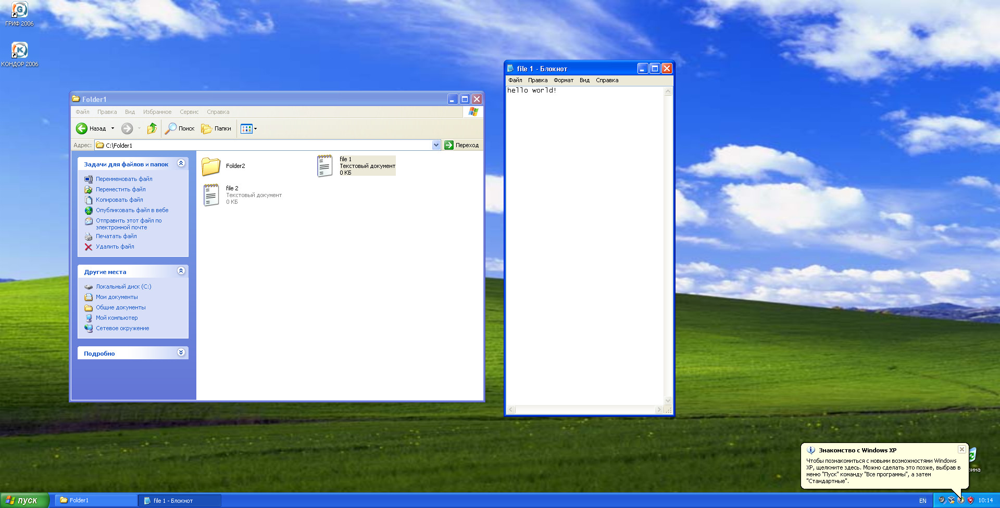 ГРИФ 2006
КОНДОР 2006
Folder1
Файл Правка Вид Избранное Сервис Справка
Назад Поиск Папки
Адрес: C:\Folder1 Переход
Задачи для файлов и папок
Переименовать файл
Переместить файл
Копировать файл
Опубликовать файл в вебе
Отправить этот файл по
электронной почте
Печатать файл
Удалить файл
Другие места
Локальный диск (C:)
Мои документы
Общие документы
Мой компьютер
Сетевое окружение
Подробно
Folder2
file 1
Текстовый документ
0 КБ
file 2
Текстовый документ
0 КБ
file 1 - Блокнот
Файл Правка Формат Вид Справка
hello world!
Знакомство с Windows XP
Чтобы познакомиться с новыми возможностями Windows
XP, щелкните здесь. Можно сделать это позже, выбрав в
меню "Пуск" команду "Все программы", а затем
"Стандартные".
зина
пуск
Folder1
file 1 - Блокнот
EN
10:14